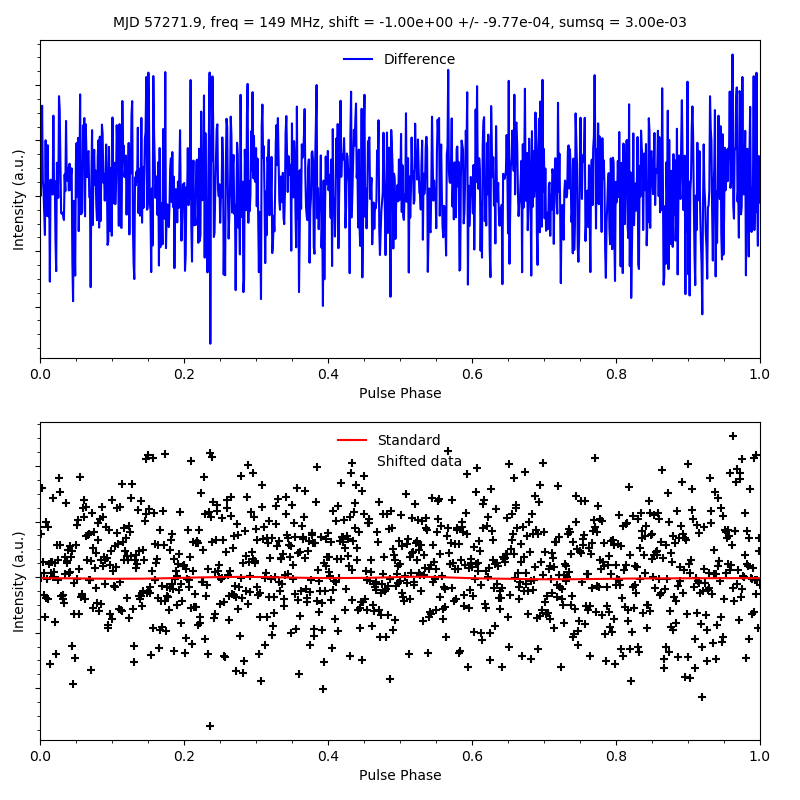 MJD 57271.9, freq = 149 MHz, shift = -1.00e+00 +/- -9.77e-04, sumsq = 3.00e-03
Difference
Intensity (a.u.)
0.0 0.2 0.4 0.6 0.8 1.0
Pulse Phase
Standard
Shifted data
Intensity (a.u.)
0.0 0.2 0.4 0.6 0.8 1.0
Pulse Phase